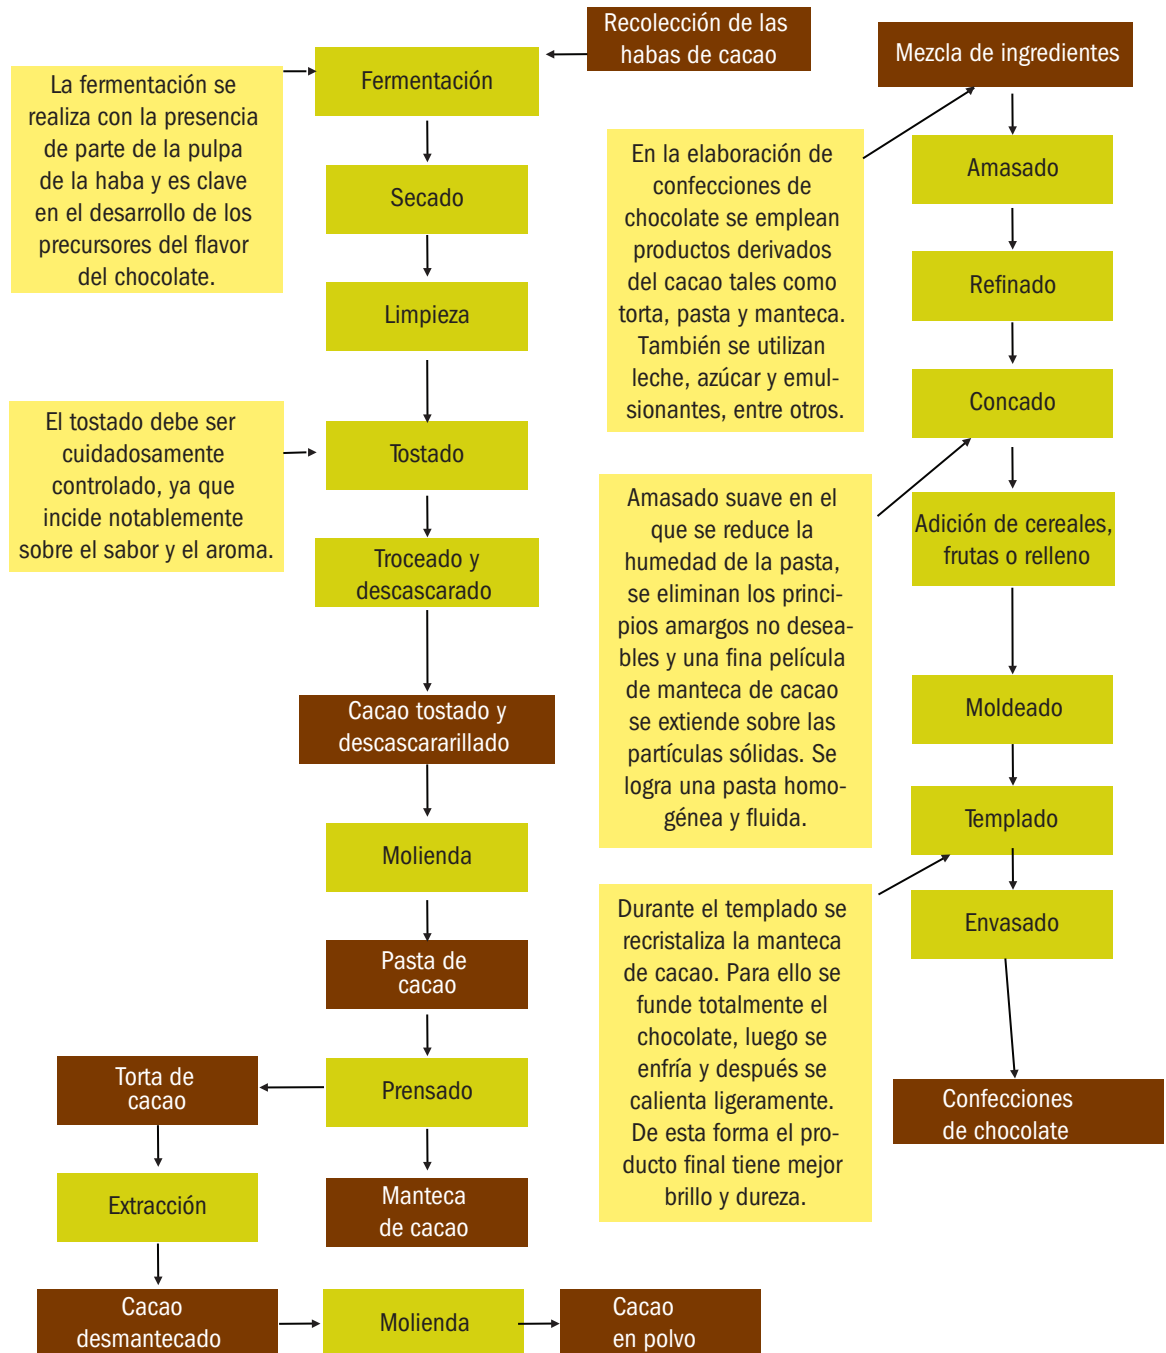 Recolección de las
habas de cacao
Fermentación
La fermentación se
realiza con la presencia
de parte de la pulpa
de la haba y es clave
en el desarrollo de los
precursores del flavor
del chocolate.
Secado
Limpieza
El tostado debe ser
cuidadosamente
controlado, ya que
incide notablemente
sobre el sabor y el aroma.
Tostado
Troceado y
descascarado
Cacao tostado y
descascararillado
Molienda
Pasta de
cacao
Prensado
Torta de
cacao
Manteca
de cacao
Extracción
Cacao
desmantecado
Molienda
Cacao
en polvo
Mezcla de ingredientes
En la elaboración de
confecciones de
chocolate se emplean
productos derivados
del cacao tales como
torta, pasta y manteca.
También se utilizan
leche, azúcar y emul-
sionantes, entre otros.
Amasado
Refinado
Concado
Amasado suave en el
que se reduce la
humedad de la pasta,
se eliminan los princi-
pios amargos no desea-
bles y una fina película
de manteca de cacao
se extiende sobre las
partículas sólidas. Se
logra una pasta homo-
génea y fluida.
Adición de cereales,
frutas o relleno
Moldeado
Templado
Durante el templado se
recristaliza la manteca
de cacao. Para ello se
funde totalmente el
chocolate, luego se
enfría y después se
calienta ligeramente.
De esta forma el pro-
ducto final tiene mejor
brillo y dureza.
Envasado
Confecciones
de chocolate